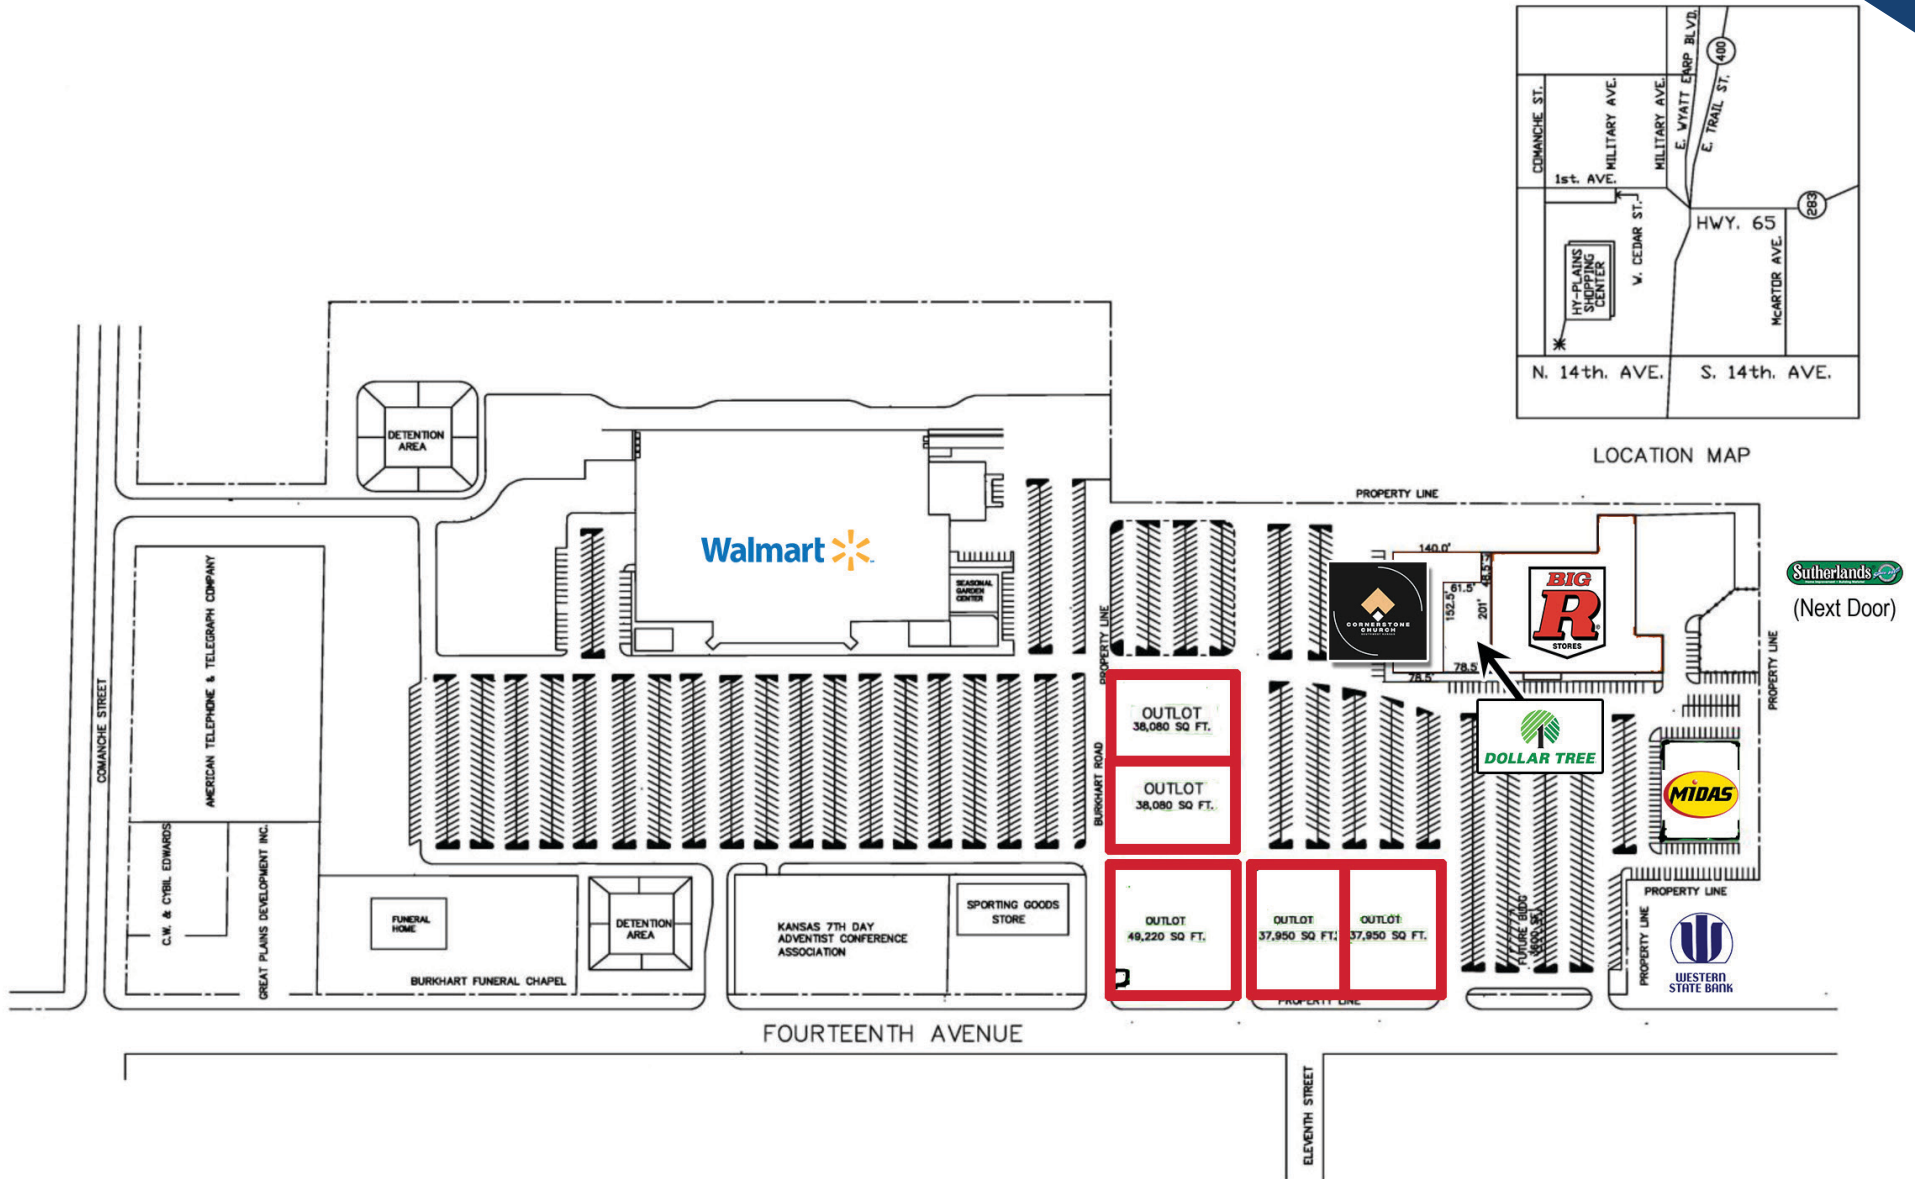 COMANCHE ST.
MILITARY AVE.
MILITARY AVE.
E. WYATT EARP BLVD.
E. TRAIL ST.
400
1st. AVE.
W. CEDAR ST.
HWY. 65
283
HY-PLAINS
SHOPPING
CENTER
McARTOR AVE.
N. 14th. AVE.
S. 14th. AVE.
LOCATION MAP
DETENTION
AREA
PROPERTY LINE
Walmart
SEASONAL
GARDEN
CENTER
PROPERTY LINE
140.0'
48.5'
61.5'
152.5'
201'
78.5'
78.5'
CORNERSTONE
CHURCH
BIG
R
STORES
Sutherlands
(Next Door)
PROPERTY LINE
COMANCHE STREET
AMERICAN TELEPHONE & TELEGRAPH COMPANY
OUTLOT
38,080 SQ FT.
OUTLOT
38,080 SQ FT.
BURKHART ROAD
DOLLAR TREE
MIDAS
C.W. & CYBIL EDWARDS
GREAT PLAINS DEVELOPMENT INC.
FUNERAL
HOME
BURKHART FUNERAL CHAPEL
DETENTION
AREA
KANSAS 7TH DAY
ADVENTIST CONFERENCE
ASSOCIATION
SPORTING GOODS
STORE
OUTLOT
49,220 SQ FT.
OUTLOT
37,950 SQ FT.
OUTLOT
37,950 SQ FT.
PROPERTY LINE
FUTURE BLDG
PROPERTY LINE
PROPERTY LINE
WESTERN
STATE BANK
FOURTEENTH AVENUE
ELEVENTH STREET